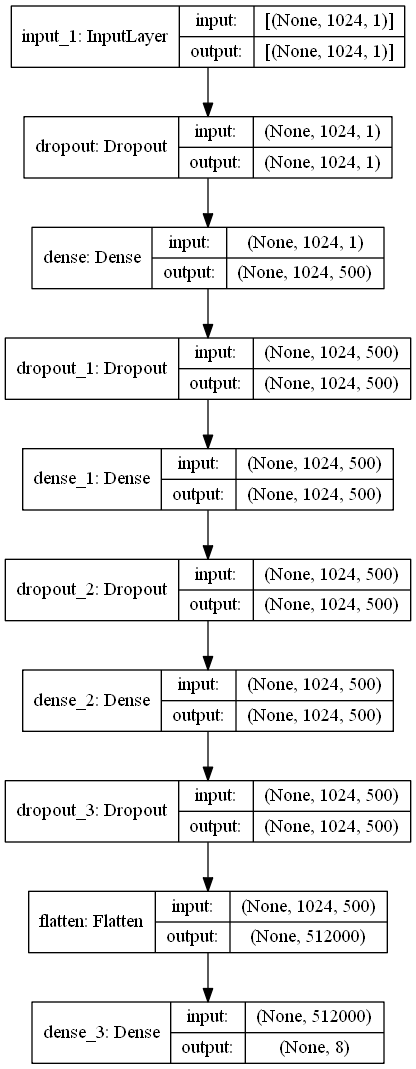 input_1: InputLayer
input:
[(None, 1024, 1)]
output:
[(None, 1024, 1)]
dropout: Dropout
input:
(None, 1024, 1)
output:
(None, 1024, 1)
dense: Dense
input:
(None, 1024, 1)
output:
(None, 1024, 500)
dropout_1: Dropout
input:
(None, 1024, 500)
output:
(None, 1024, 500)
dense_1: Dense
input:
(None, 1024, 500)
output:
(None, 1024, 500)
dropout_2: Dropout
input:
(None, 1024, 500)
output:
(None, 1024, 500)
dense_2: Dense
input:
(None, 1024, 500)
output:
(None, 1024, 500)
dropout_3: Dropout
input:
(None, 1024, 500)
output:
(None, 1024, 500)
flatten: Flatten
input:
(None, 1024, 500)
output:
(None, 512000)
dense_3: Dense
input:
(None, 512000)
output:
(None, 8)